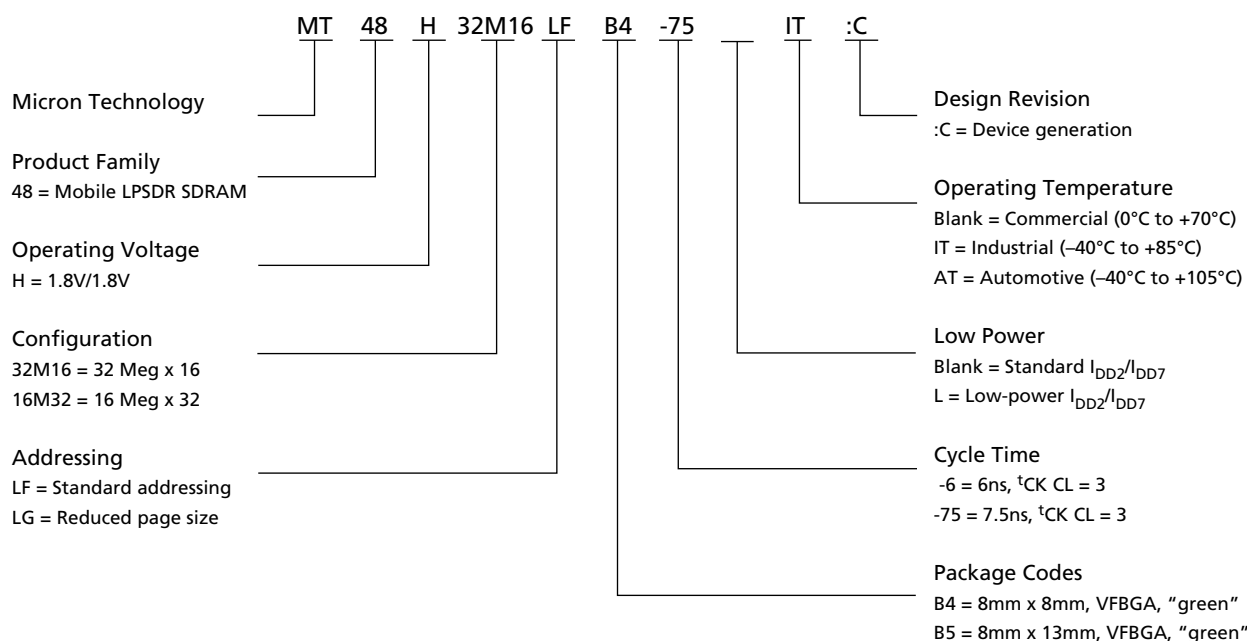 MT 48 H 32M16 LF B4 -75 IT :C
Micron Technology
Product Family
48 = Mobile LPSDR SDRAM
Operating Voltage
H = 1.8V/1.8V
Configuration
32M16 = 32 Meg x 16
16M32 = 16 Meg x 32
Addressing
LF = Standard addressing
LG = Reduced page size
Design Revision
:C = Device generation
Operating Temperature
Blank = Commercial (0°C to +70°C)
IT = Industrial (–40°C to +85°C)
AT = Automotive (–40°C to +105°C)
Low Power
Blank = Standard IDD2/IDD7
L = Low-power IDD2/IDD7
Cycle Time
-6 = 6ns, tCK CL = 3
-75 = 7.5ns, tCK CL = 3
Package Codes
B4 = 8mm x 8mm, VFBGA, “green”
B5 = 8mm x 13mm, VFBGA, “green”